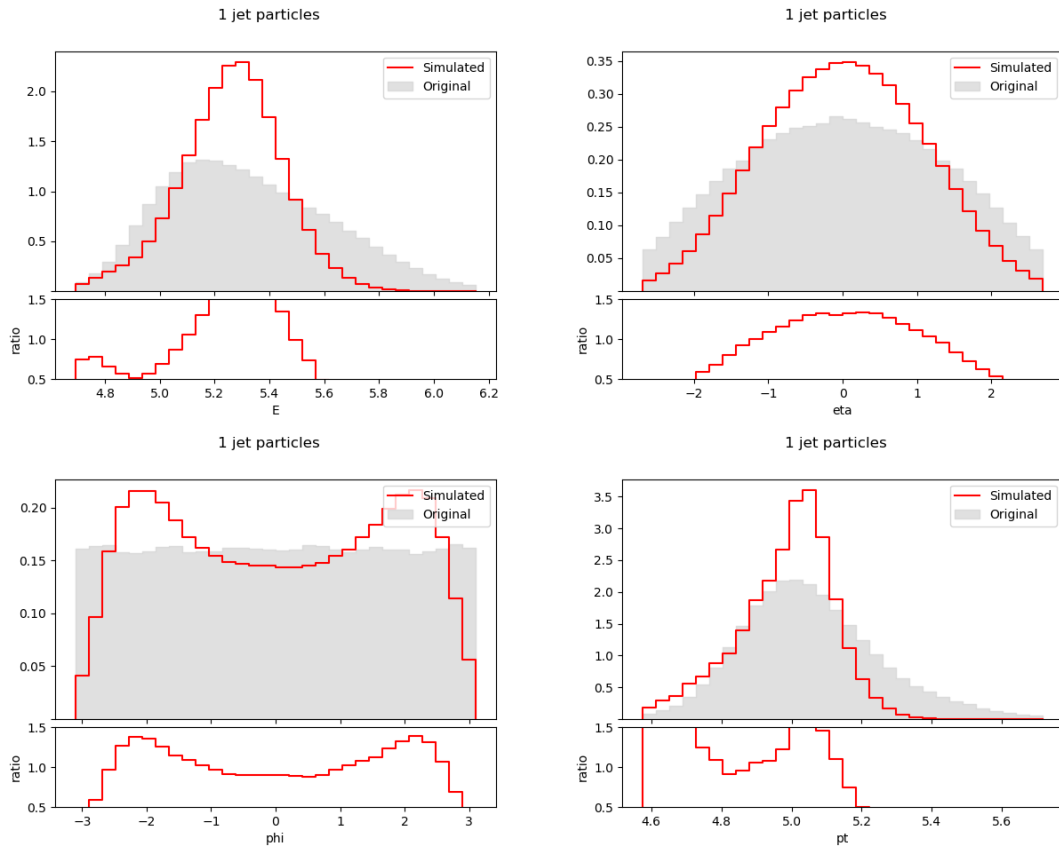 1 jet particles
Simulated
Original
2.0
1.5
1.0
0.5
ratio
1.5
1.0
0.5
4.8 5.0 5.2 5.4 5.6 5.8 6.0 6.2
E
1 jet particles
Simulated
Original
0.35
0.30
0.25
0.20
0.15
0.10
0.05
ratio
1.5
1.0
0.5
−2 −1 0 1 2
eta
1 jet particles
Simulated
Original
0.20
0.15
0.10
0.05
ratio
1.5
1.0
0.5
−3 −2 −1 0 1 2 3
phi
1 jet particles
Simulated
Original
3.5
3.0
2.5
2.0
1.5
1.0
0.5
ratio
1.5
1.0
0.5
4.6 4.8 5.0 5.2 5.4 5.6
pt